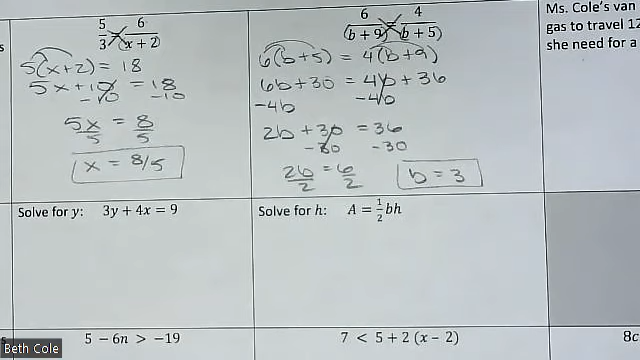 5/3 = 6/(x + 2)
5(x+2) = 18
5x+10 = 18
-10 -10
5x/5 = 8/5
x = 8/5
6/(b + 9) = 4/(b + 5)
6(b+5) = 4(b+9)
6b+30 = 4b+36
-4b -4b
2b+30 = 36
-30 -30
2b/2 = 6/2
b = 3
Ms. Cole's van
gas to travel 12
she need for a
Solve for y: 3y + 4x = 9
Solve for h: A = 1/2 bh
5 − 6n > −19
7 < 5 + 2 (x − 2)
8c
Beth Cole